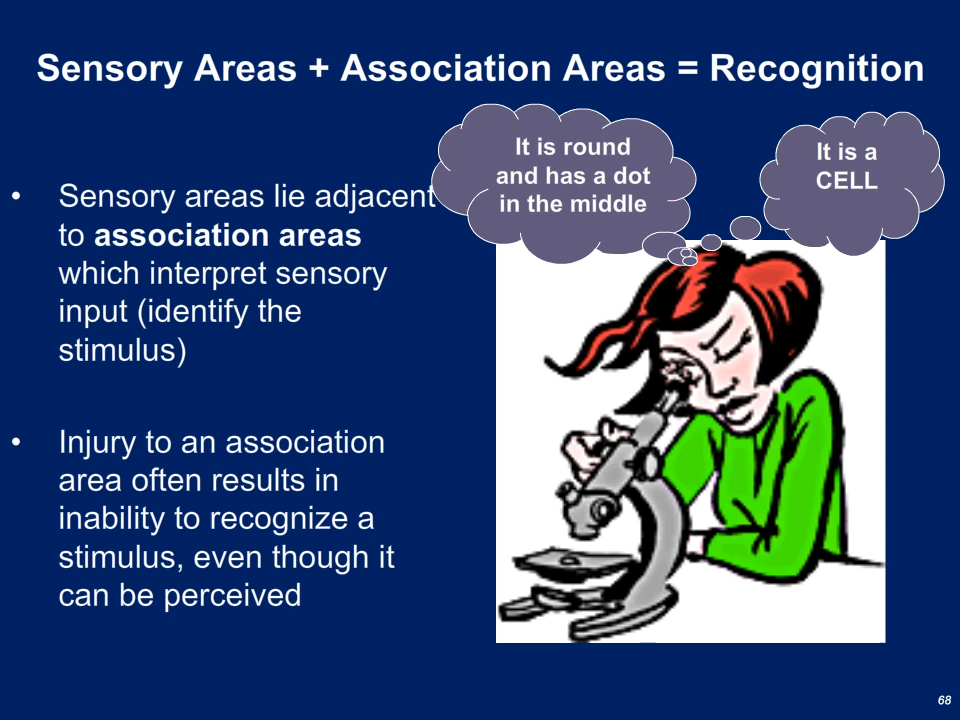 Sensory Areas + Association Areas = Recognition
It is round
and has a dot
in the middle
It is a
CELL
• Sensory areas lie adjacent
to association areas
which interpret sensory
input (identify the
stimulus)
• Injury to an association
area often results in
inability to recognize a
stimulus, even though it
can be perceived
68